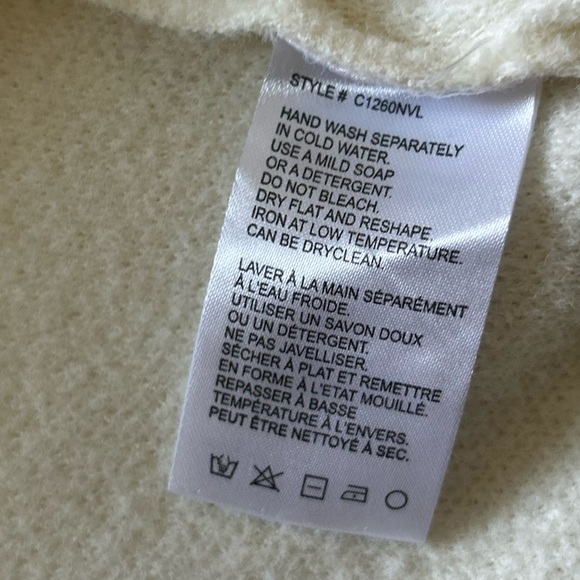 STYLE# C1260NVL
HAND WASH SEPARATELY
IN COLD WATER.
USE A MILD SOAP
OR A DETERGENT.
DO NOT BLEACH.
DRY FLAT AND RESHAPE.
IRON AT LOW TEMPERATURE.
CAN BE DRYCLEAN.
LAVER À LA MAIN SÉPARÉMENT
À L'EAU FROIDE.
UTILISER UN SAVON DOUX
OU UN DÉTERGENT.
NE PAS JAVELLISER.
SÉCHER À PLAT ET REMETTRE
EN FORME À L'ETAT MOUILLÉ.
REPASSER À BASSE
TEMPÉRATURE À L'ENVERS.
PEUT ÊTRE NETTOYÉ À SEC.